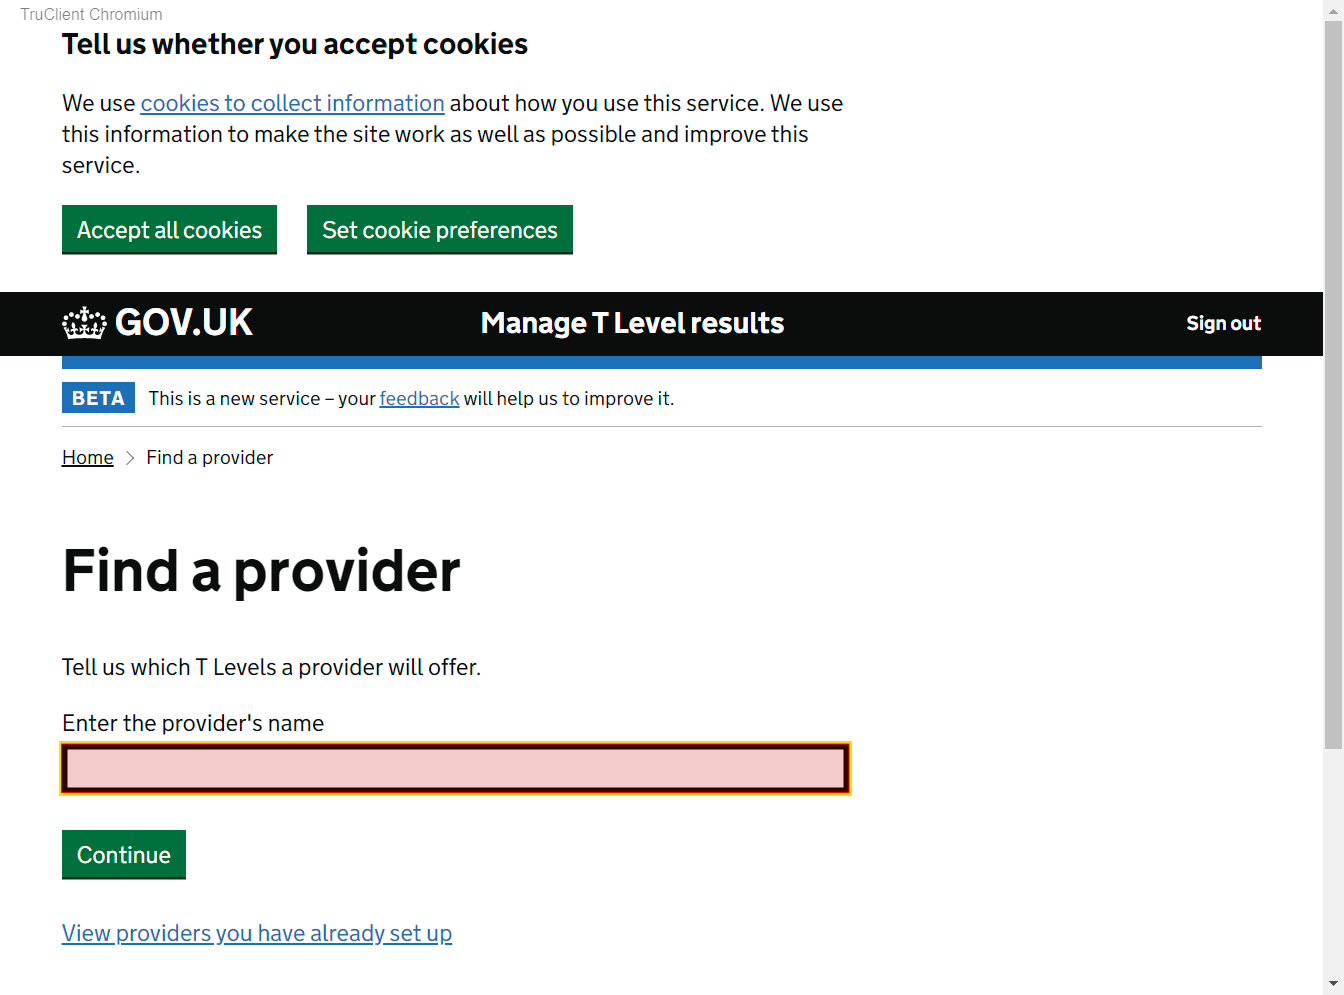 TruClient Chromium
Tell us whether you accept cookies
We use cookies to collect information about how you use this service. We use
this information to make the site work as well as possible and improve this
service.
Accept all cookies
Set cookie preferences
GOV.UK
Manage T Level results
Sign out
BETA
This is a new service – your feedback will help us to improve it.
Home
Find a provider
Find a provider
Tell us which T Levels a provider will offer.
Enter the provider's name
Continue
View providers you have already set up